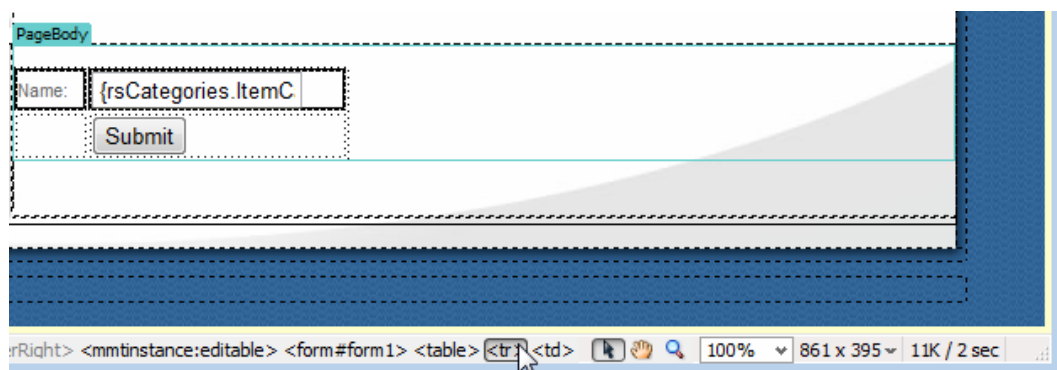 PageBody
Name: {rsCategories.ItemC
Submit
rRight> <mmtinstance:editable> <form#form1> <table> <tr> <td> 100% 861 x 395 11K / 2 sec